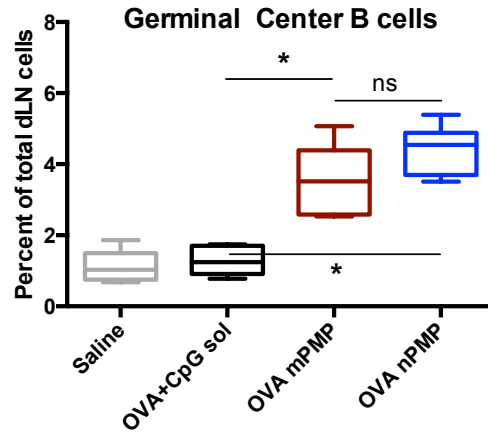 Germinal Center B cells
Percent of total dLN cells
8
6
4
2
0
*
ns
*
Saline
OVA+CpG sol
OVA mPMP
OVA nPMP